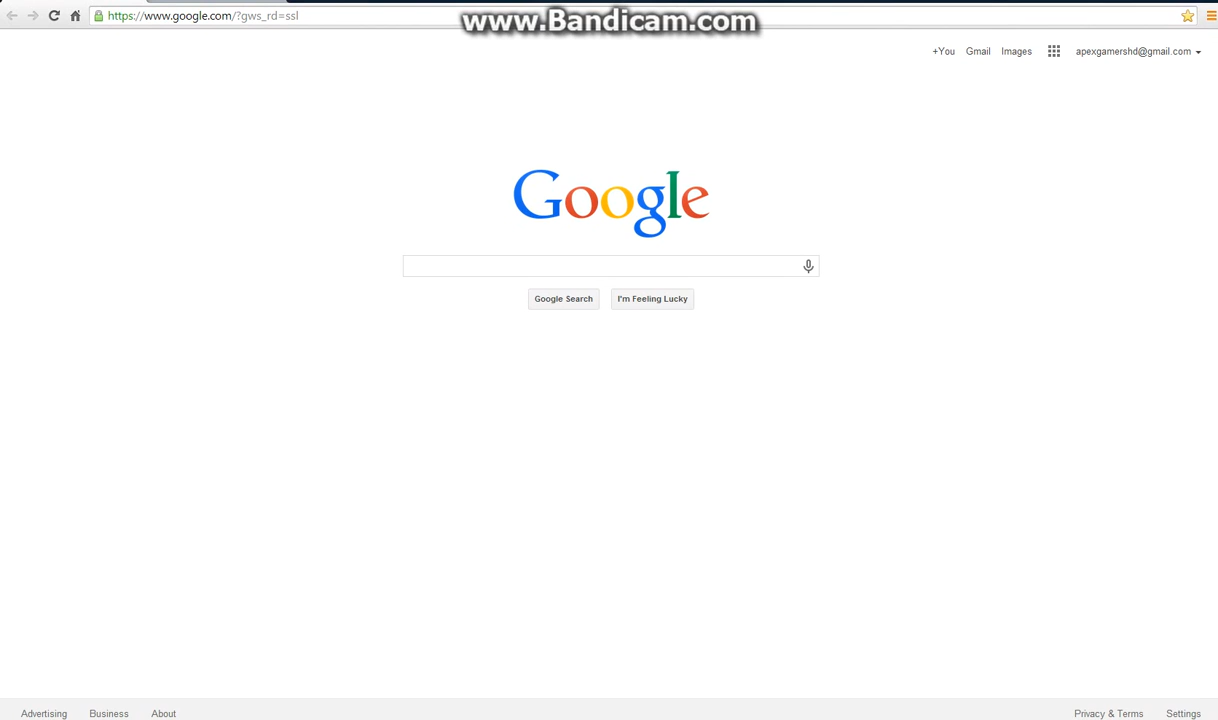 https://www.google.com/?gws_rd=ssl
www.Bandicam.com
+You Gmail Images apexgamershd@gmail.com
Google
Google Search I'm Feeling Lucky
Advertising Business About Privacy & Terms Settings